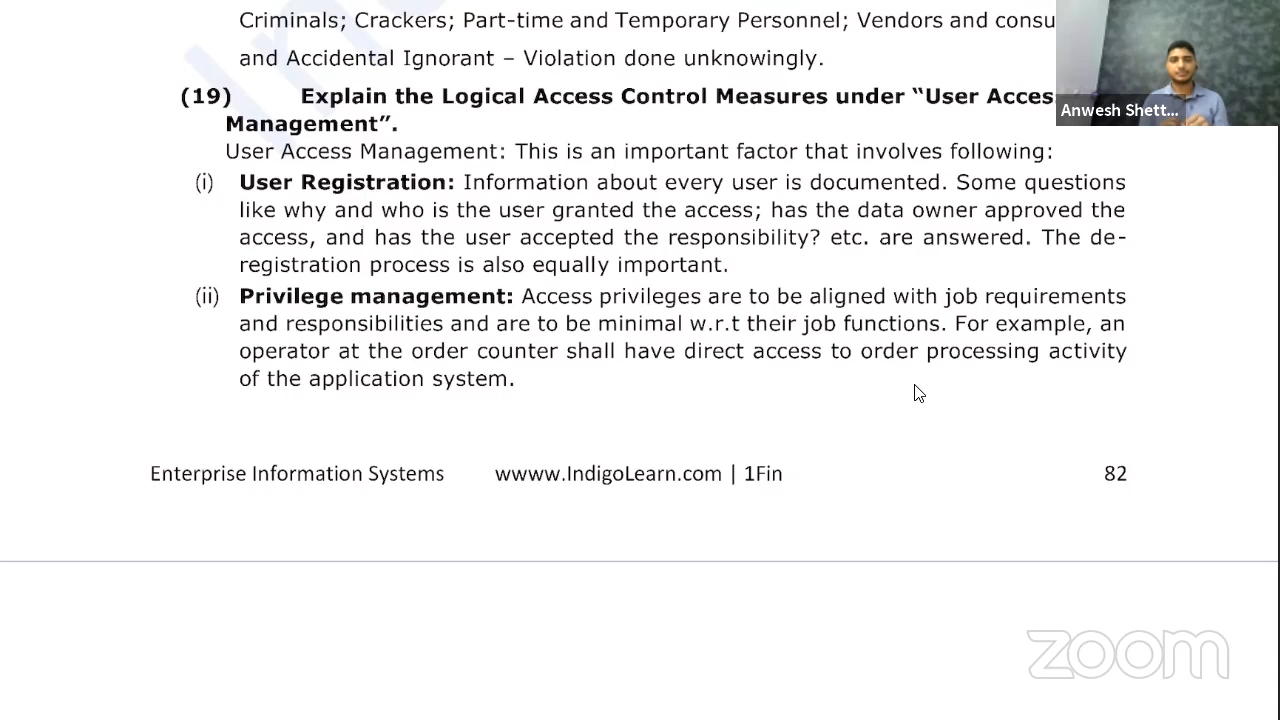 Criminals; Crackers; Part-time and Temporary Personnel; Vendors and consu
and Accidental Ignorant – Violation done unknowingly.
(19) Explain the Logical Access Control Measures under “User Acces
Management”.
User Access Management: This is an important factor that involves following:
(i) User Registration: Information about every user is documented. Some questions
like why and who is the user granted the access; has the data owner approved the
access, and has the user accepted the responsibility? etc. are answered. The de-
registration process is also equally important.
(ii) Privilege management: Access privileges are to be aligned with job requirements
and responsibilities and are to be minimal w.r.t their job functions. For example, an
operator at the order counter shall have direct access to order processing activity
of the application system.
Enterprise Information Systems wwww.IndigoLearn.com | 1Fin 82
Anwesh Shett...
zoom